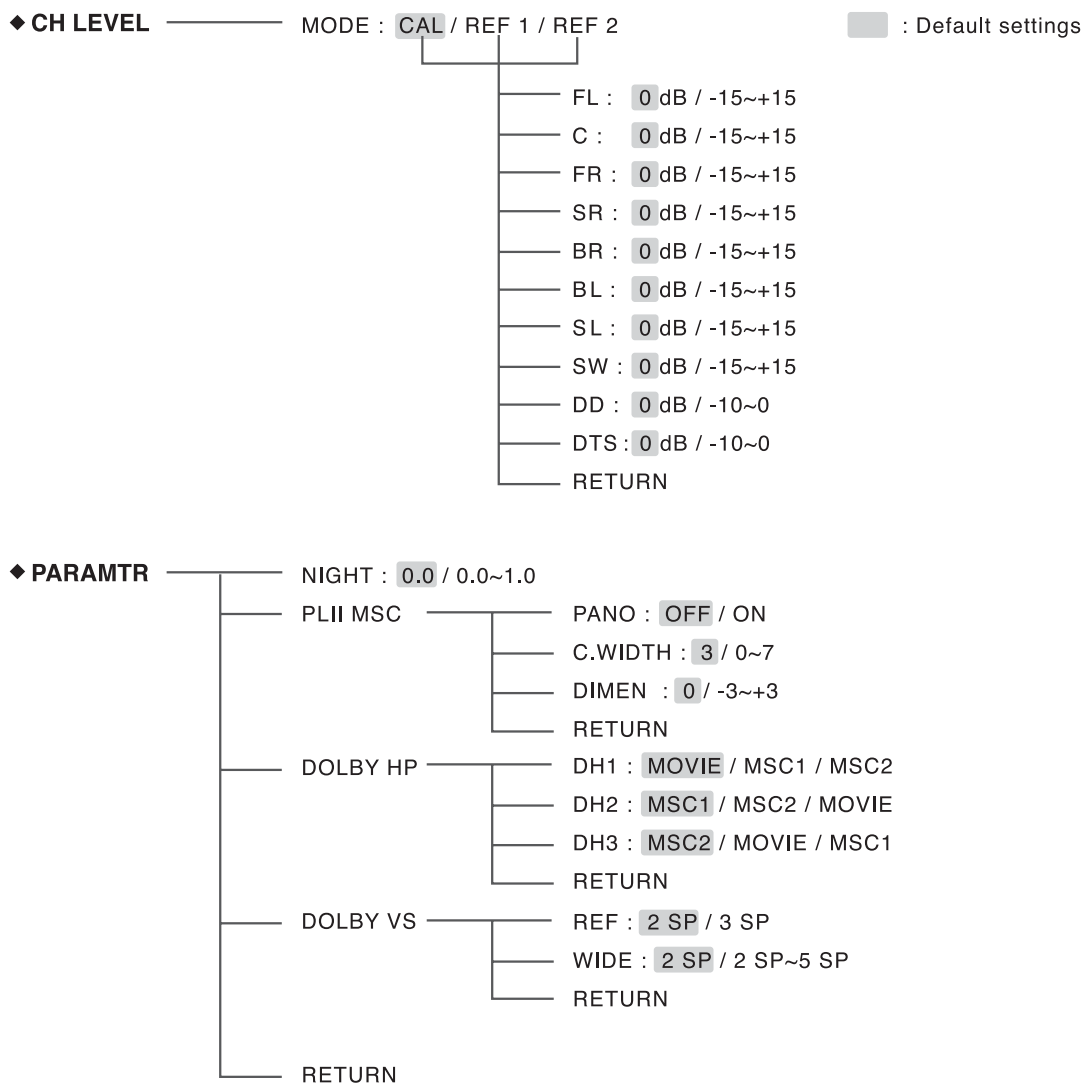 ◆ CH LEVEL MODE : CAL / REF 1 / REF 2 : Default settings
FL : 0 dB / -15~+15
C : 0 dB / -15~+15
FR : 0 dB / -15~+15
SR : 0 dB / -15~+15
BR : 0 dB / -15~+15
BL : 0 dB / -15~+15
SL : 0 dB / -15~+15
SW : 0 dB / -15~+15
DD : 0 dB / -10~0
DTS : 0 dB / -10~0
RETURN
◆ PARAMTR NIGHT : 0.0 / 0.0~1.0
PLII MSC PANO : OFF / ON
C.WIDTH : 3 / 0~7
DIMEN : 0 / -3~+3
RETURN
DOLBY HP DH1 : MOVIE / MSC1 / MSC2
DH2 : MSC1 / MSC2 / MOVIE
DH3 : MSC2 / MOVIE / MSC1
RETURN
DOLBY VS REF : 2 SP / 3 SP
WIDE : 2 SP / 2 SP~5 SP
RETURN
RETURN